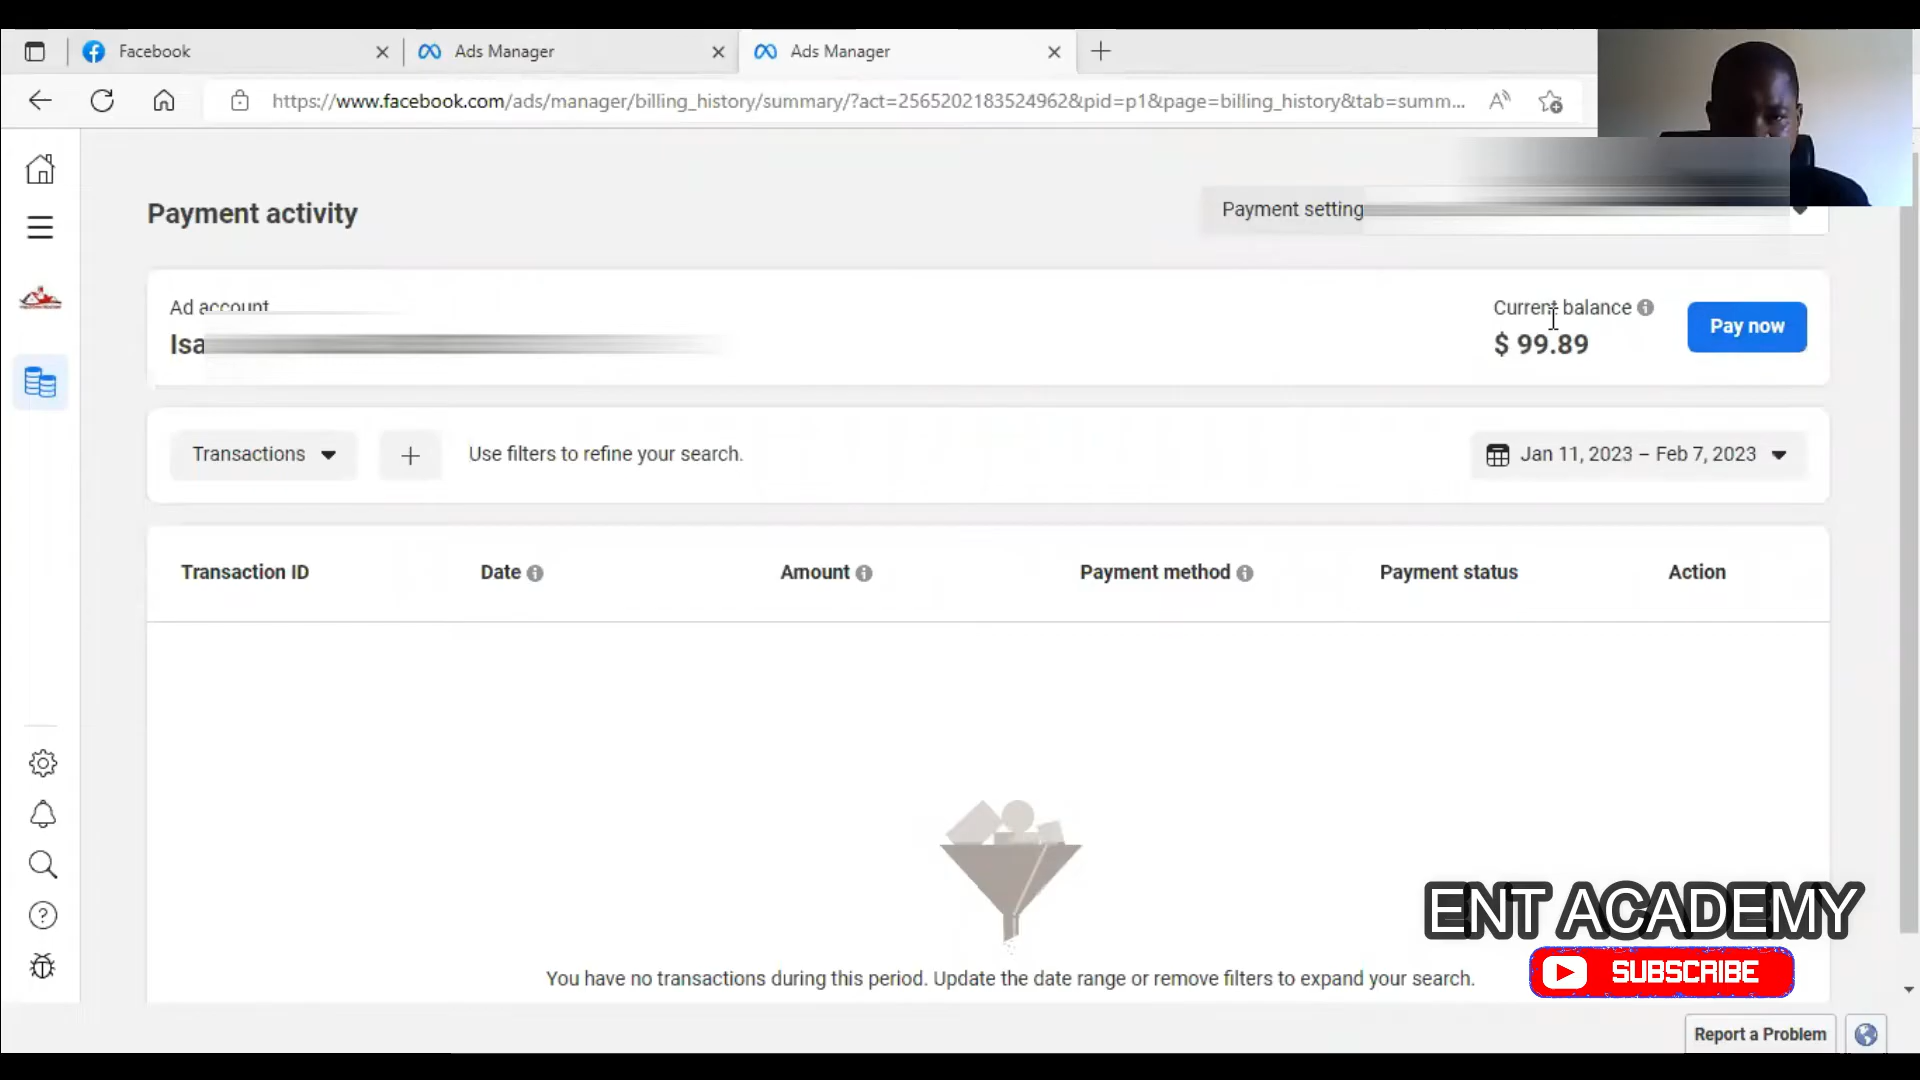 Facebook
Ads Manager
Ads Manager
https://www.facebook.com/ads/manager/billing_history/summary/?act=2565202183524962&pid=p1&page=billing_history&tab=summ...
Payment activity
Payment setting
Ad account
Isa
Current balance
$ 99.89
Pay now
Transactions
Use filters to refine your search.
Jan 11, 2023 – Feb 7, 2023
Transaction ID
Date
Amount
Payment method
Payment status
Action
You have no transactions during this period. Update the date range or remove filters to expand your search.
ENT ACADEMY
SUBSCRIBE
Report a Problem